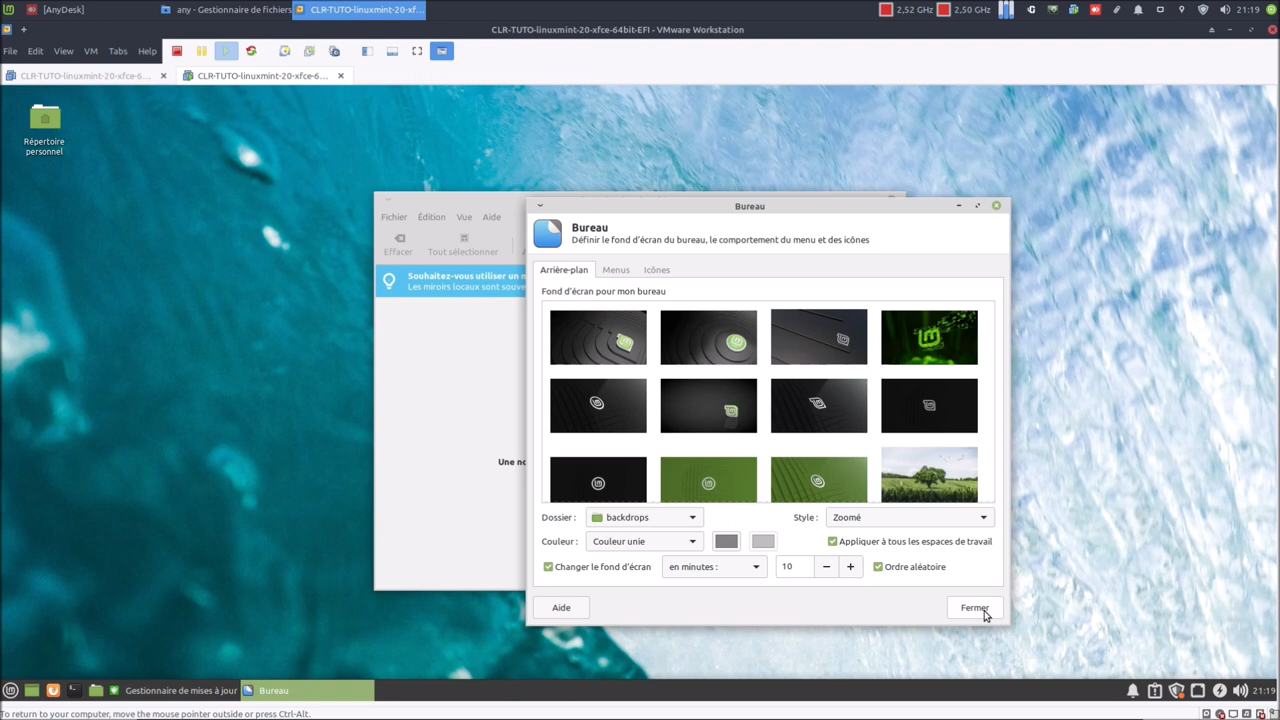 [AnyDesk]
any - Gestionnaire de fichiers
CLR-TUTO-linuxmint-20-xf...
2,52 GHz
2,50 GHz
21:19
CLR-TUTO-linuxmint-20-xfce-64bit-EFI - VMware Workstation
File Edit View VM Tabs Help
CLR-TUTO-linuxmint-20-xfce-6...
CLR-TUTO-linuxmint-20-xfce-6...
Répertoire
personnel
Fichier Édition Vue Aide
Effacer
Tout sélectionner
Souhaitez-vous utiliser un
Les miroirs locaux sont souve
Une
Bureau
Bureau
Définir le fond d'écran du bureau, le comportement du menu et des icônes
Arrière-plan Menus Icônes
Fond d'écran pour mon bureau
Dossier : backdrops
Style : Zoomé
Couleur : Couleur unie
Appliquer à tous les espaces de travail
Changer le fond d'écran en minutes : 10 − + Ordre aléatoire
Aide
Fermer
Gestionnaire de mises à jour
Bureau
21:19
To return to your computer, move the mouse pointer outside or press Ctrl-Alt.